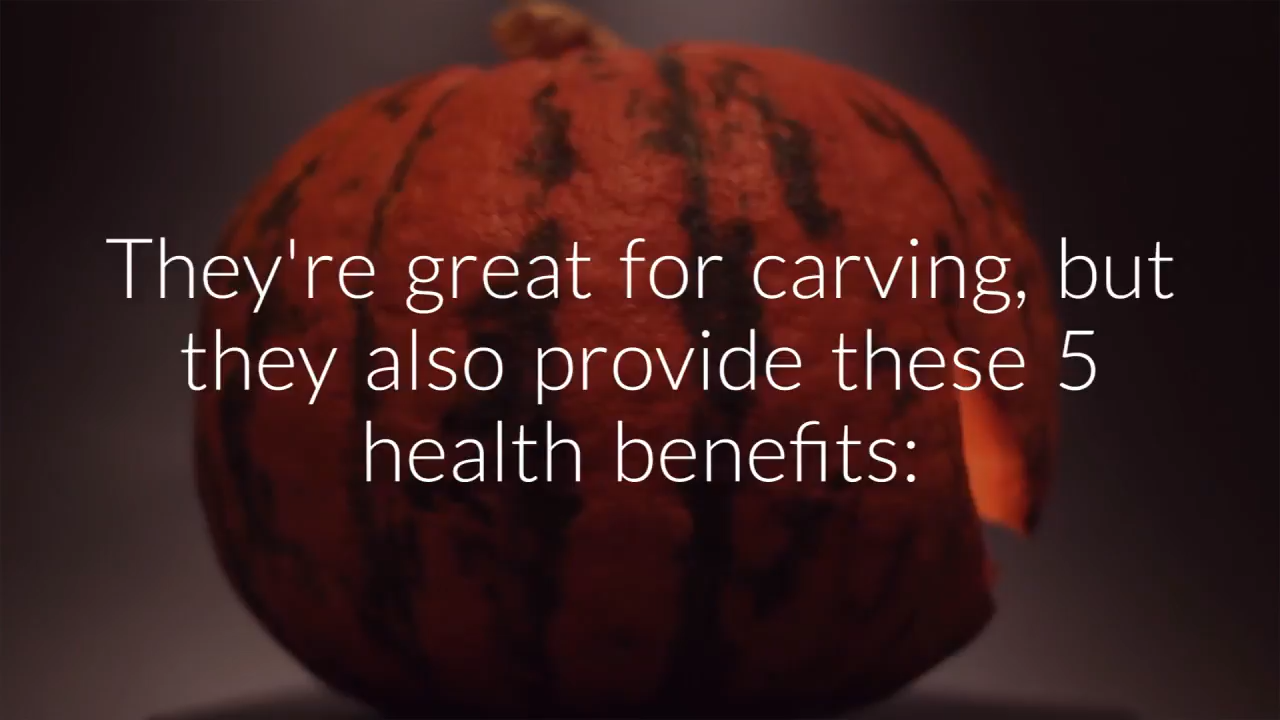 They're great for carving, but
they also provide these 5
health benefits: